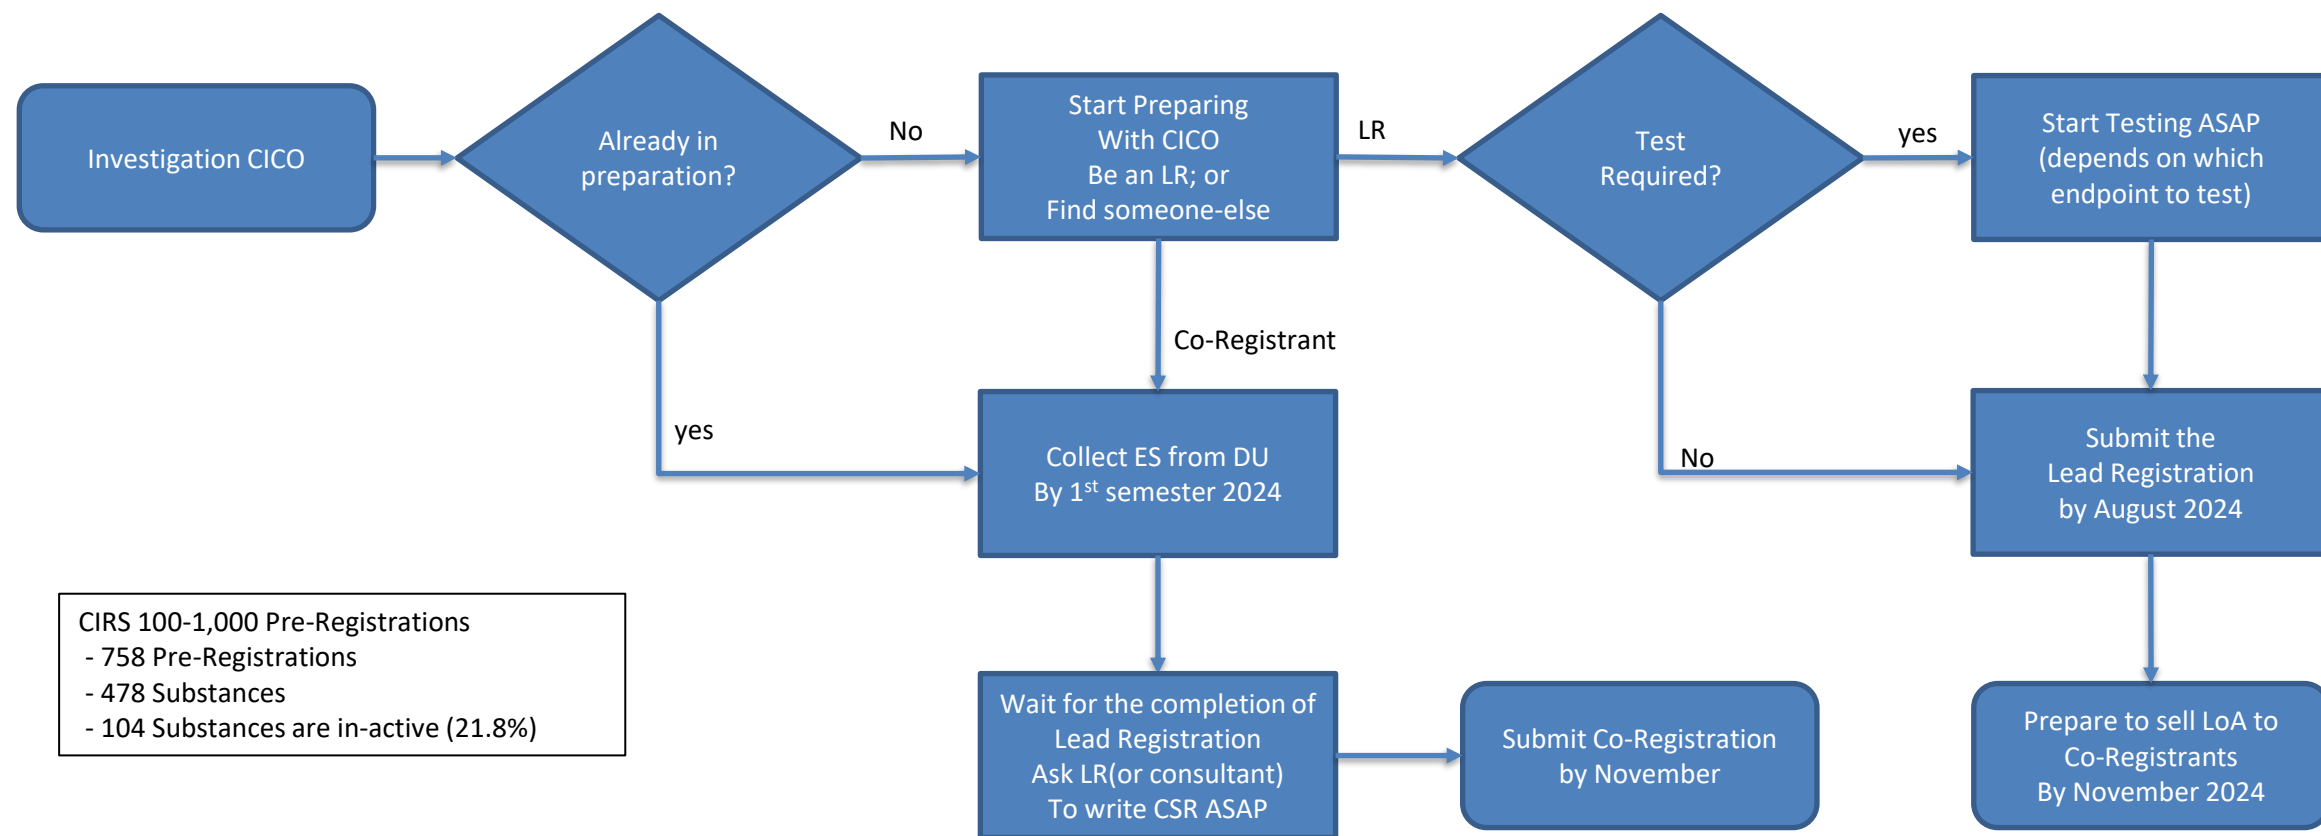 Investigation CICO
Already in
preparation?
No
Start Preparing
With CICO
Be an LR; or
Find someone-else
LR
Test
Required?
yes
Start Testing ASAP
(depends on which
endpoint to test)
Co-Registrant
yes
Collect ES from DU
By 1st semester 2024
No
Submit the
Lead Registration
by August 2024
CIRS 100-1,000 Pre-Registrations
- 758 Pre-Registrations
- 478 Substances
- 104 Substances are in-active (21.8%)
Wait for the completion of
Lead Registration
Ask LR(or consultant)
To write CSR ASAP
Submit Co-Registration
by November
Prepare to sell LoA to
Co-Registrants
By November 2024